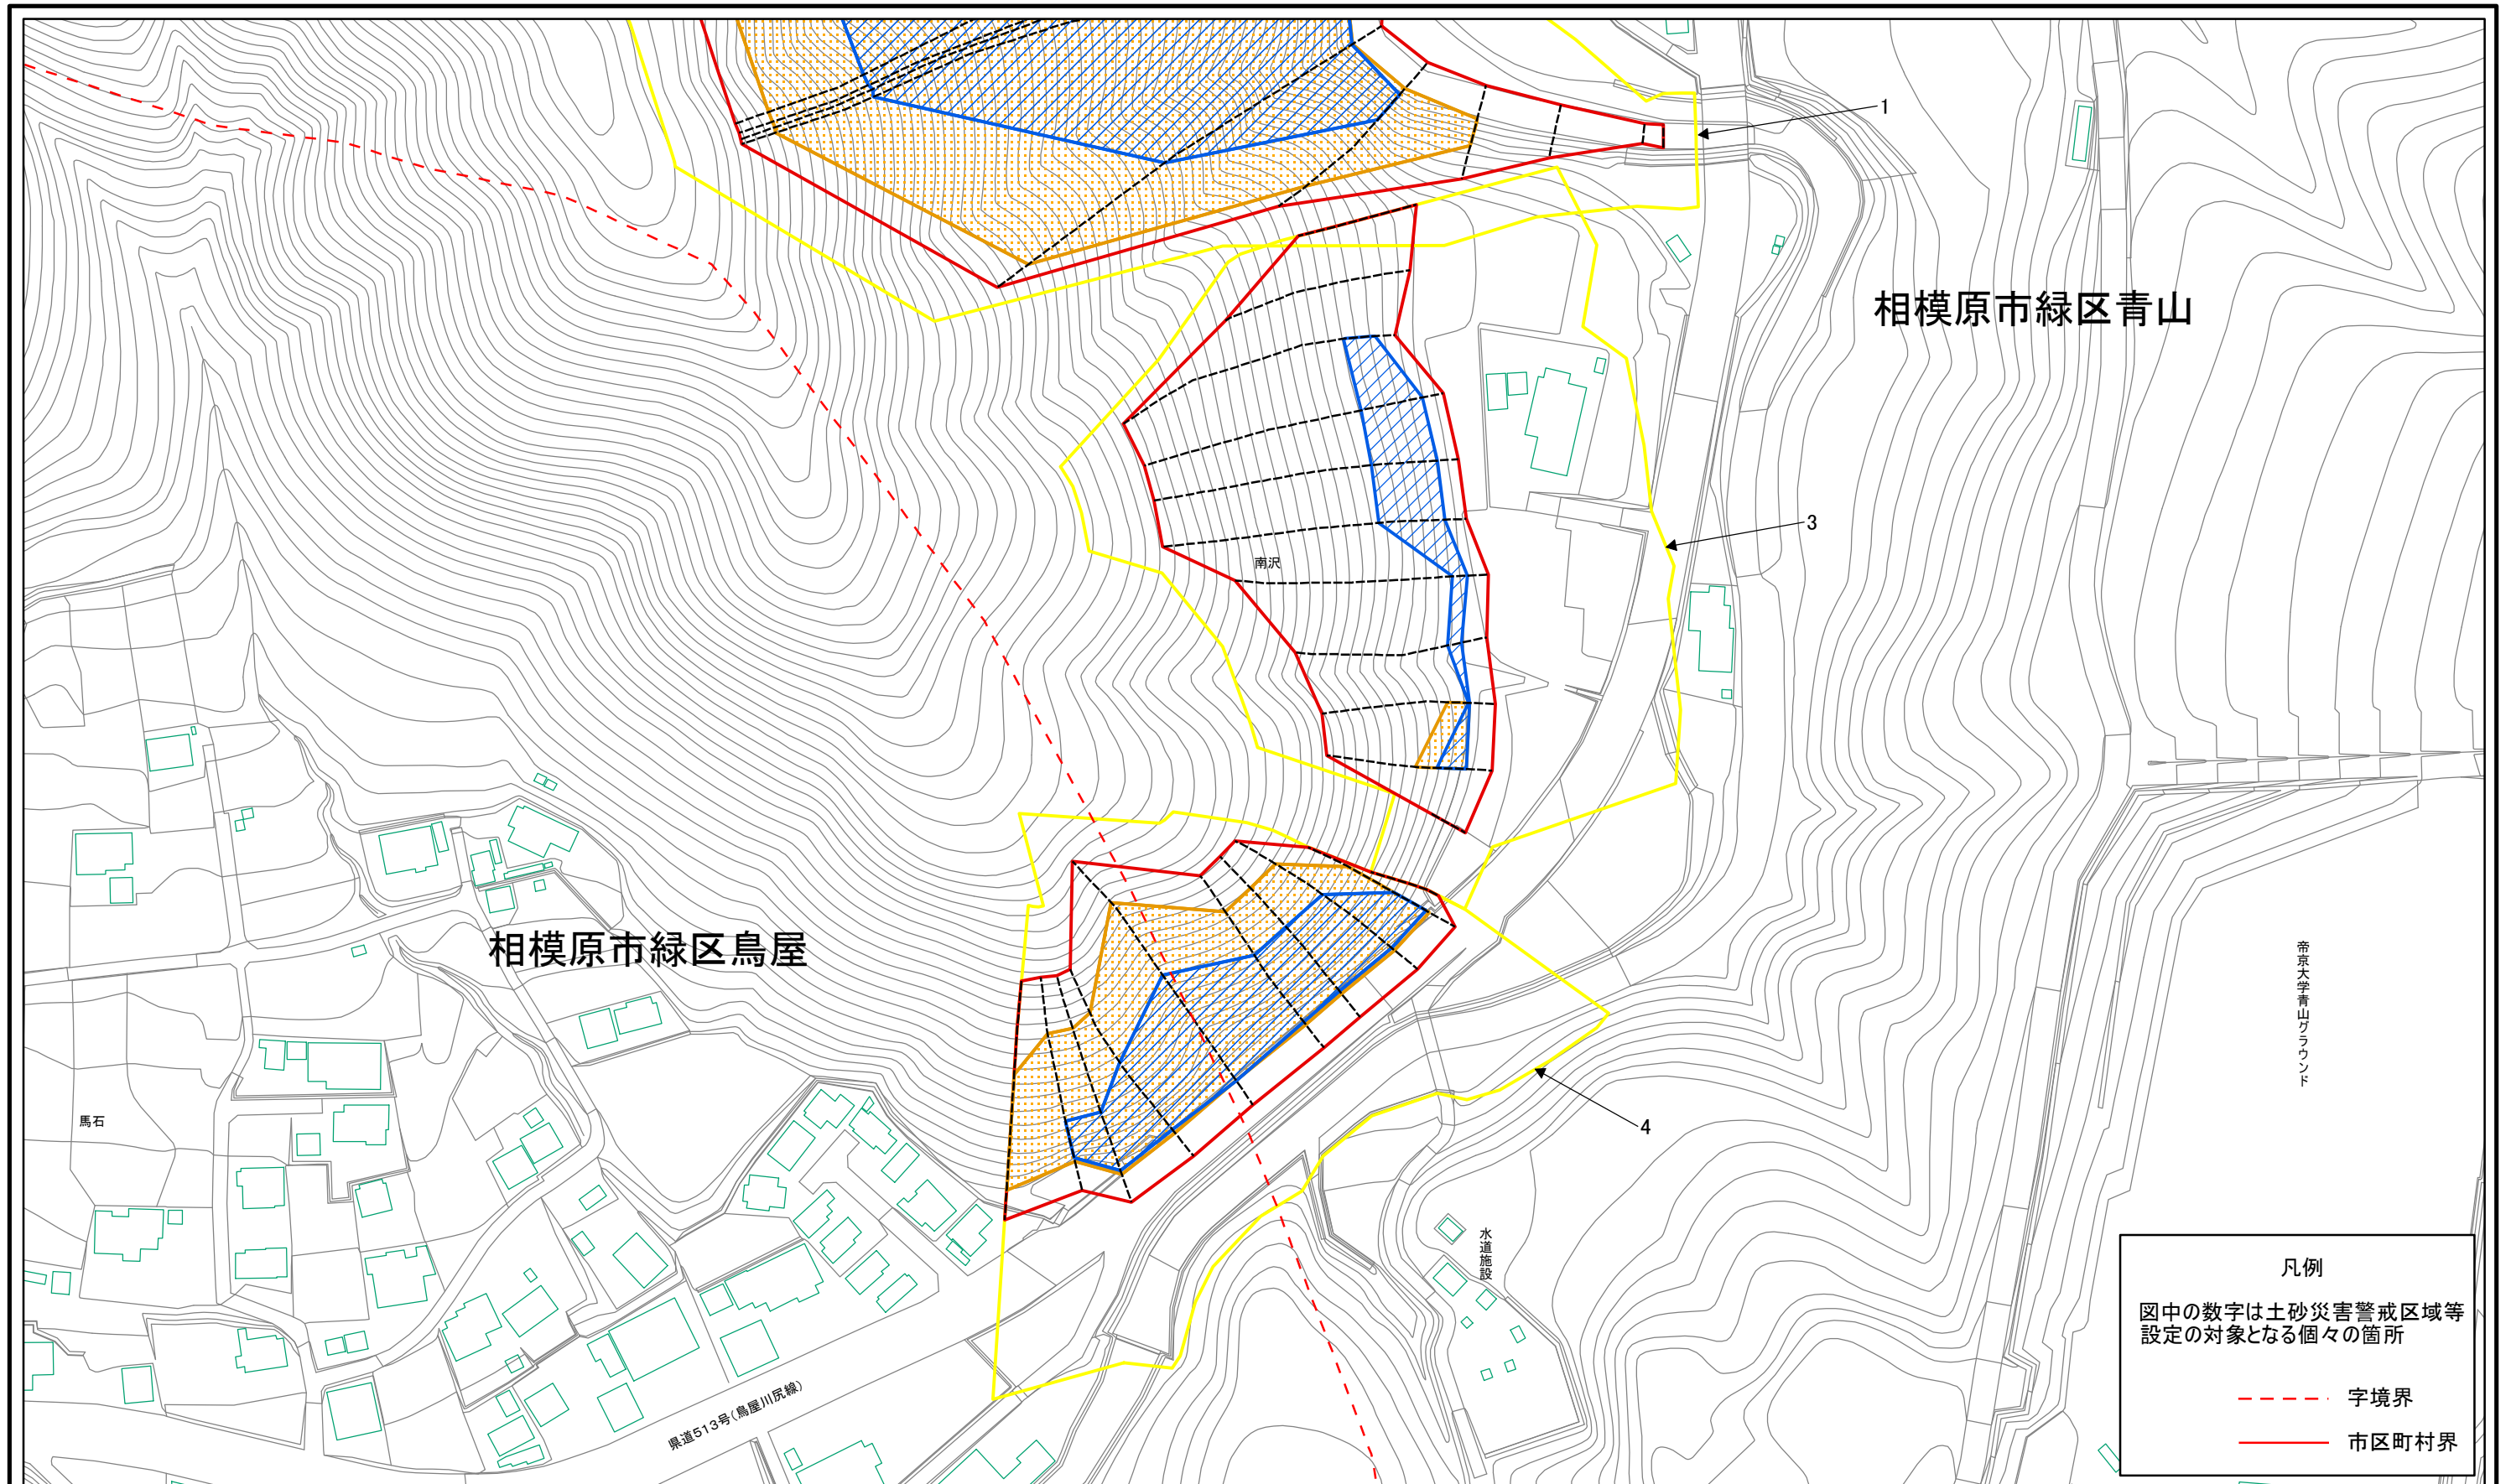 1
相模原市緑区青山
3
南沢
相模原市緑区鳥屋
帝京大学青山グラウンド
馬石
4
水道施設
県道513号(鳥屋川尻線)
凡例
図中の数字は土砂災害警戒区域等
設定の対象となる個々の箇所
字境界
市区町村界